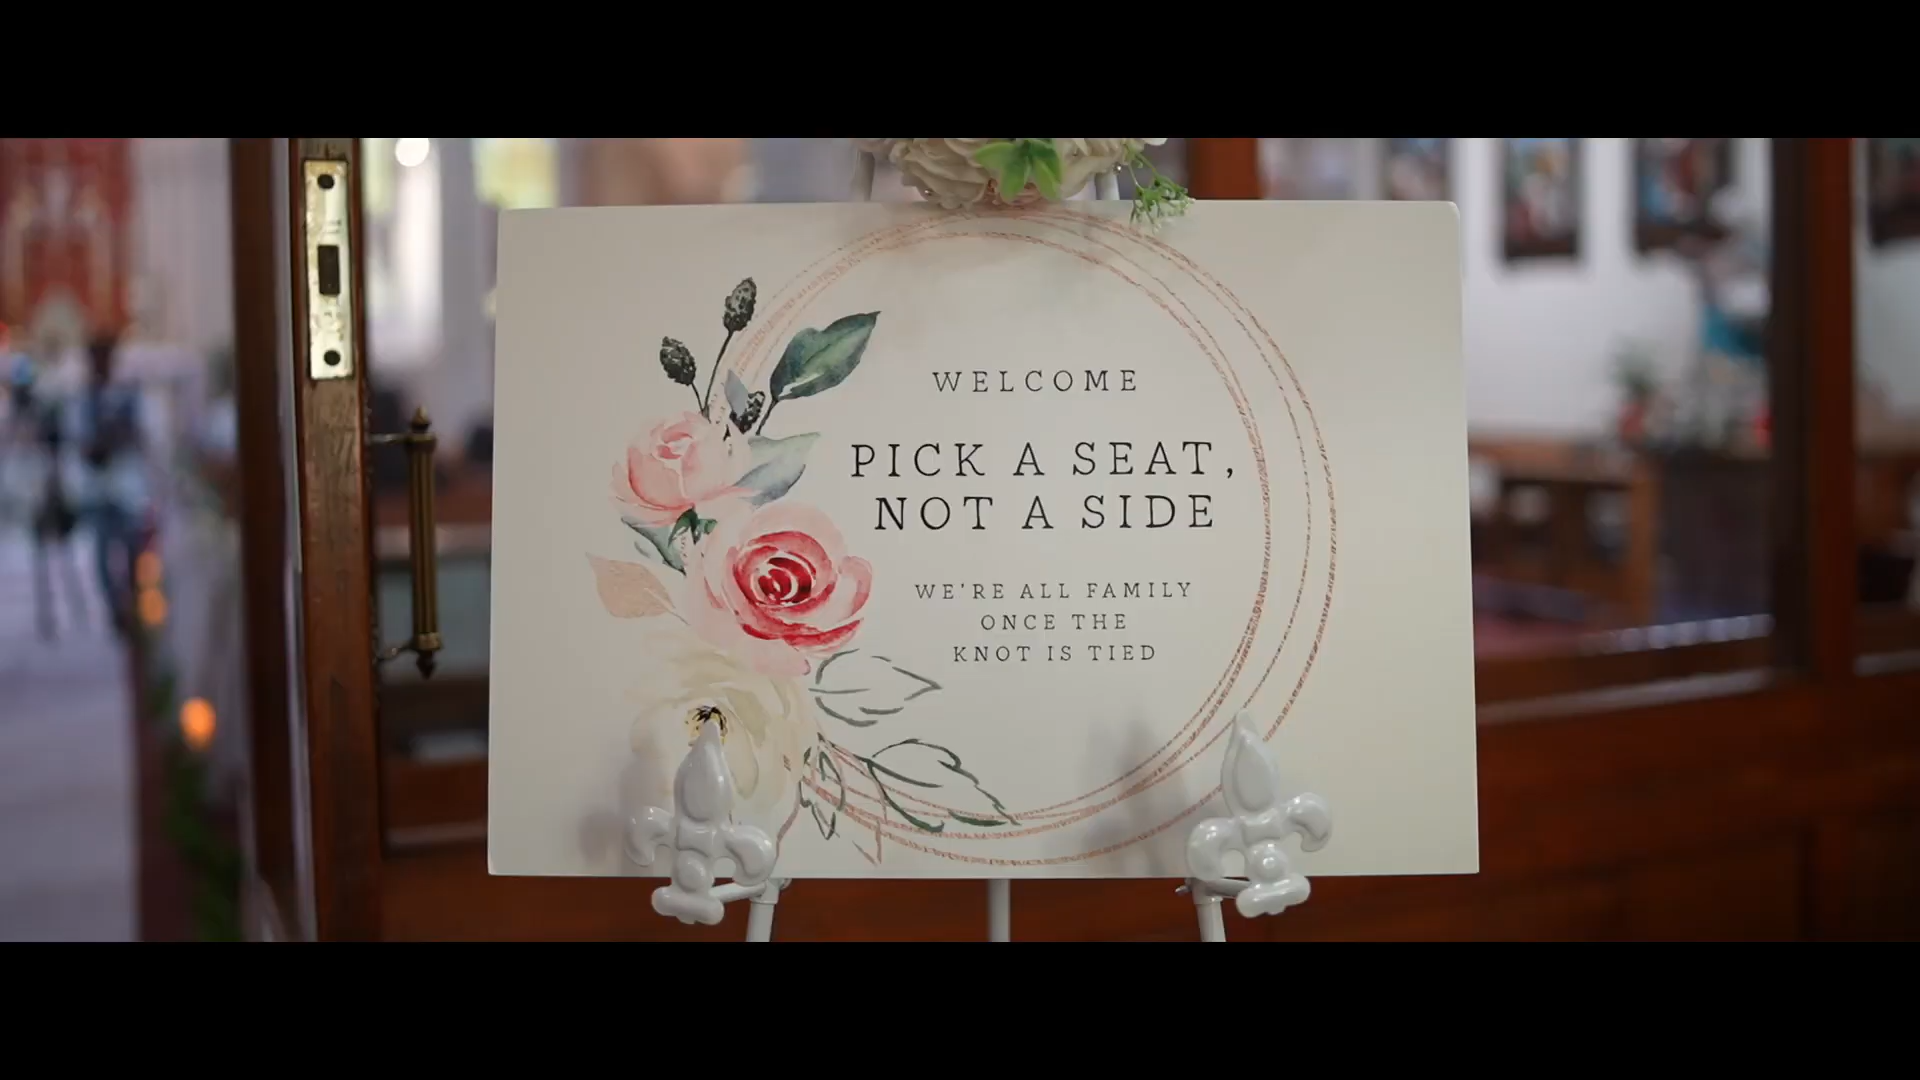 WELCOME
PICK A SEAT,
NOT A SIDE
WE'RE ALL FAMILY
ONCE THE
KNOT IS TIED